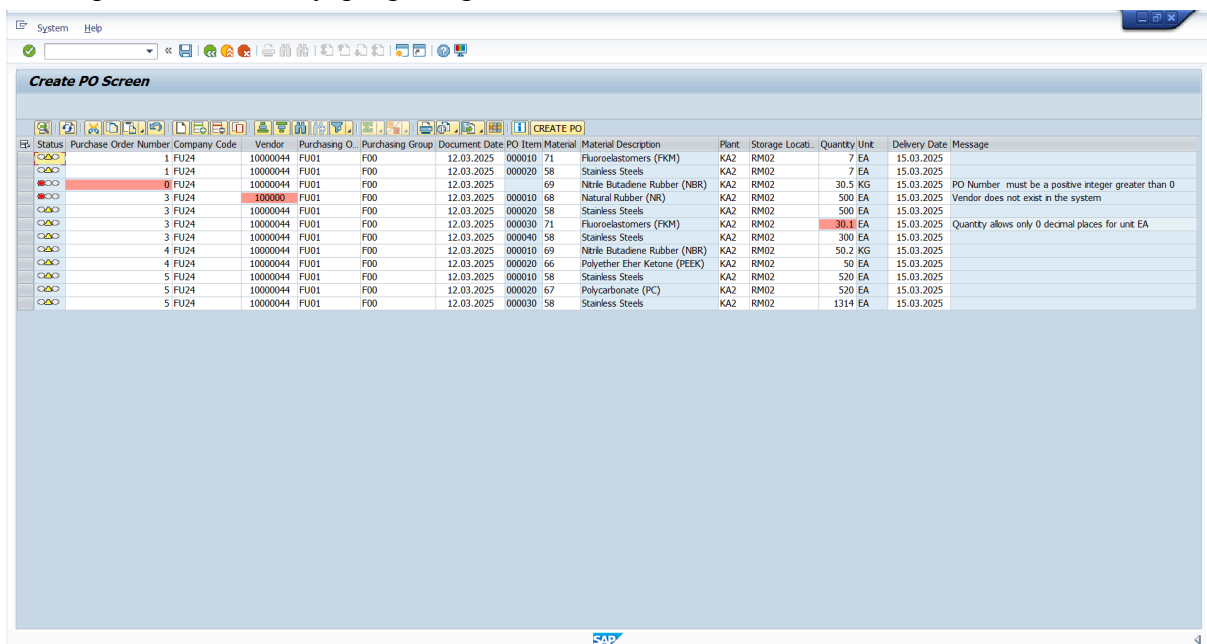 System Help
Create PO Screen
CREATE PO
Status Purchase Order Number Company Code Vendor Purchasing O... Purchasing Group Document Date PO Item Material Material Description Plant Storage Locati... Quantity Unit Delivery Date Message
1 FU24 10000044 FU01 F00 12.03.2025 000010 71 Fluoroelastomers (FKM) KA2 RM02 7 EA 15.03.2025
1 FU24 10000044 FU01 F00 12.03.2025 000020 58 Stainless Steels KA2 RM02 7 EA 15.03.2025
0 FU24 10000044 FU01 F00 12.03.2025 69 Nitrile Butadiene Rubber (NBR) KA2 RM02 30.5 KG 15.03.2025 PO Number must be a positive integer greater than 0
3 FU24 100000 FU01 F00 12.03.2025 000010 68 Natural Rubber (NR) KA2 RM02 500 EA 15.03.2025 Vendor does not exist in the system
3 FU24 10000044 FU01 F00 12.03.2025 000020 58 Stainless Steels KA2 RM02 500 EA 15.03.2025
3 FU24 10000044 FU01 F00 12.03.2025 000030 71 Fluoroelastomers (FKM) KA2 RM02 30.1 EA 15.03.2025 Quantity allows only 0 decimal places for unit EA
3 FU24 10000044 FU01 F00 12.03.2025 000040 58 Stainless Steels KA2 RM02 300 EA 15.03.2025
4 FU24 10000044 FU01 F00 12.03.2025 000010 69 Nitrile Butadiene Rubber (NBR) KA2 RM02 50.2 KG 15.03.2025
4 FU24 10000044 FU01 F00 12.03.2025 000020 66 Polyether Eher Ketone (PEEK) KA2 RM02 50 EA 15.03.2025
5 FU24 10000044 FU01 F00 12.03.2025 000010 58 Stainless Steels KA2 RM02 520 EA 15.03.2025
5 FU24 10000044 FU01 F00 12.03.2025 000020 67 Polycarbonate (PC) KA2 RM02 520 EA 15.03.2025
5 FU24 10000044 FU01 F00 12.03.2025 000030 58 Stainless Steels KA2 RM02 1314 EA 15.03.2025
SAP